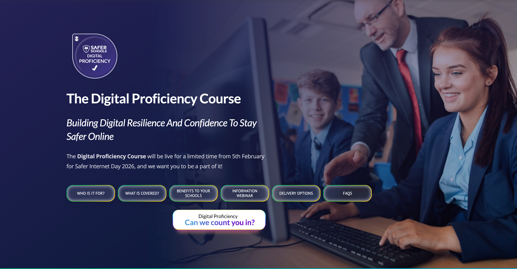 SAFER
SCHOOLS
DIGITAL
PROFICIENCY
The Digital Proficiency Course
Building Digital Resilience And Confidence To Stay
Safer Online
The Digital Proficiency Course will be live for a limited time from 5th February
for Safer Internet Day 2026, and we want you to be a part of it!
WHO IS IT FOR?
WHAT IS COVERED?
BENEFITS TO YOUR
SCHOOLS
INFORMATION
WEBINAR
DELIVERY OPTIONS
FAQS
Digital Proficiency
Can we count you in?